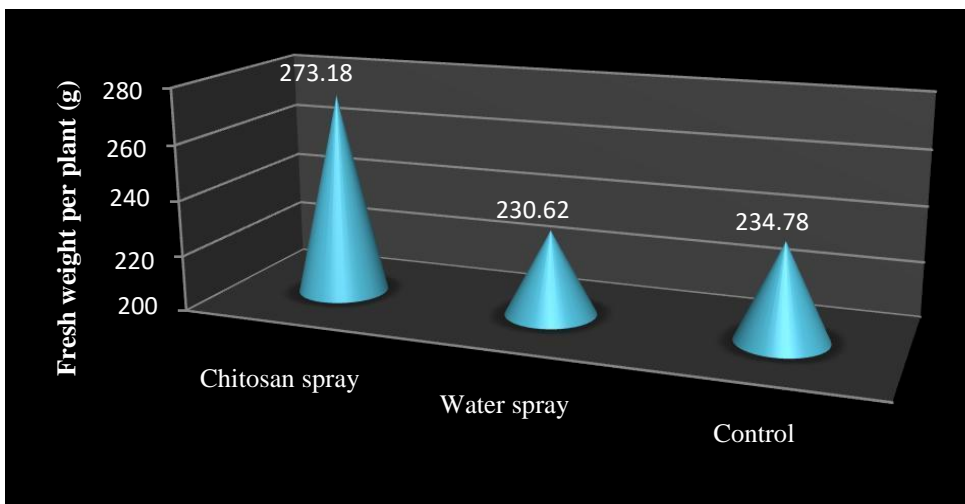 Fresh weight per plant (g)
280
260
240
220
200
273.18
230.62
234.78
Chitosan spray
Water spray
Control